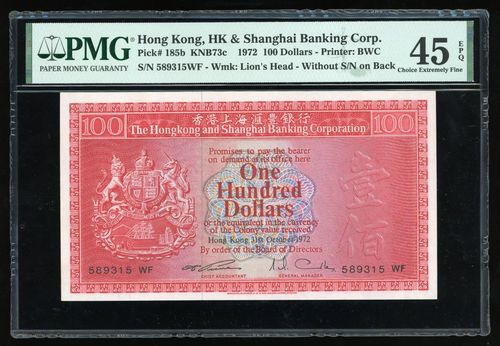 PMG
PAPER MONEY GUARANTY
Hong Kong, HK & Shanghai Banking Corp.
Pick# 185b KNB73c 1972 100 Dollars - Printer: BWC
S/N 589315WF - Wmk: Lion's Head - Without S/N on Back
45 EPQ
Choice Extremely Fine
100 香港上海滙豐銀行 100
The Hongkong and Shanghai Banking Corporation
Promises to pay the bearer
on demand at its office here
One
Hundred
Dollars
or the equivalent in the currency
of the Colony value received
Hong Kong 31st October 1972
By order of the Board of Directors
壹佰
589315 WF
589315 WF
CHIEF ACCOUNTANT
GENERAL MANAGER
100
100